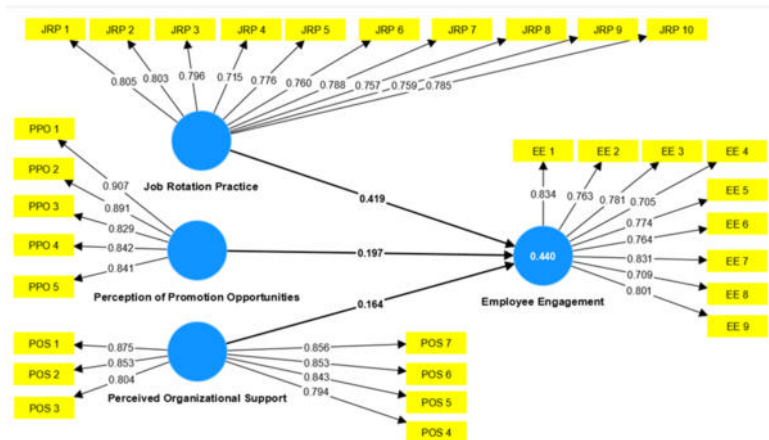 JRP 1 JRP 2 JRP 3 JRP 4 JRP 5 JRP 6 JRP 7 JRP 8 JRP 9 JRP 10
0.805 0.803 0.796 0.715 0.776 0.760 0.788 0.757 0.759 0.785
Job Rotation Practice
PPO 1
PPO 2
PPO 3
PPO 4
PPO 5
0.907
0.891
0.829
0.842
0.841
Perception of Promotion Opportunities
POS 1
POS 2
POS 3
0.875
0.853
0.804
Perceived Organizational Support
0.856
0.853
0.843
0.794
POS 7
POS 6
POS 5
POS 4
0.419
0.197
0.164
EE 1 EE 2 EE 3 EE 4
EE 5
EE 6
EE 7
EE 8
EE 9
0.834 0.763 0.781 0.705
0.774
0.764
0.831
0.709
0.801
0.440
Employee Engagement